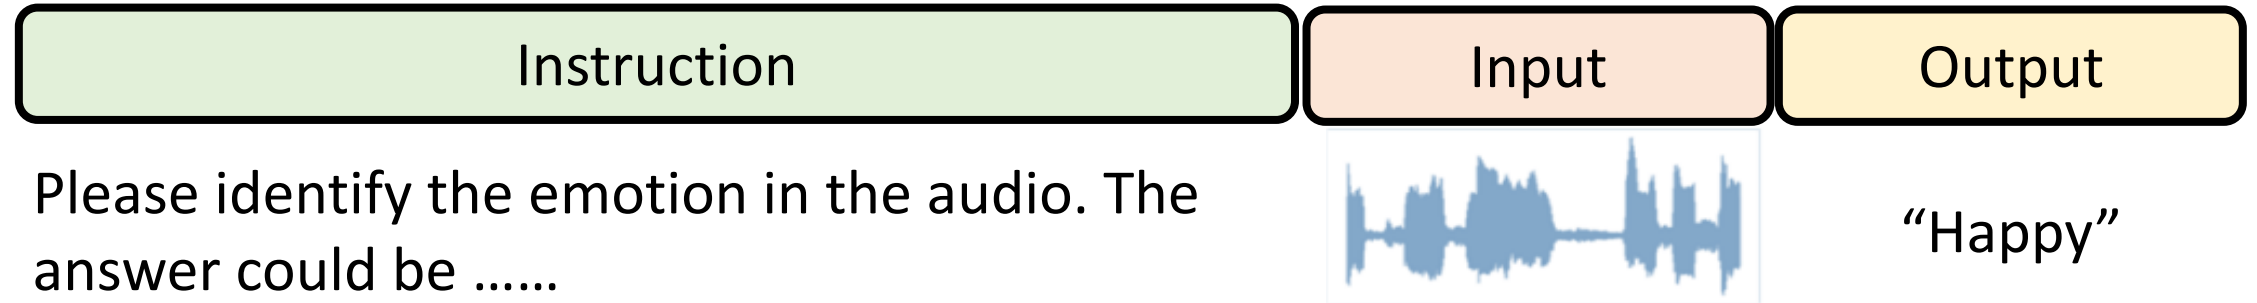 Instruction
Input
Output
Please identify the emotion in the audio. The
answer could be ……
“Happy”